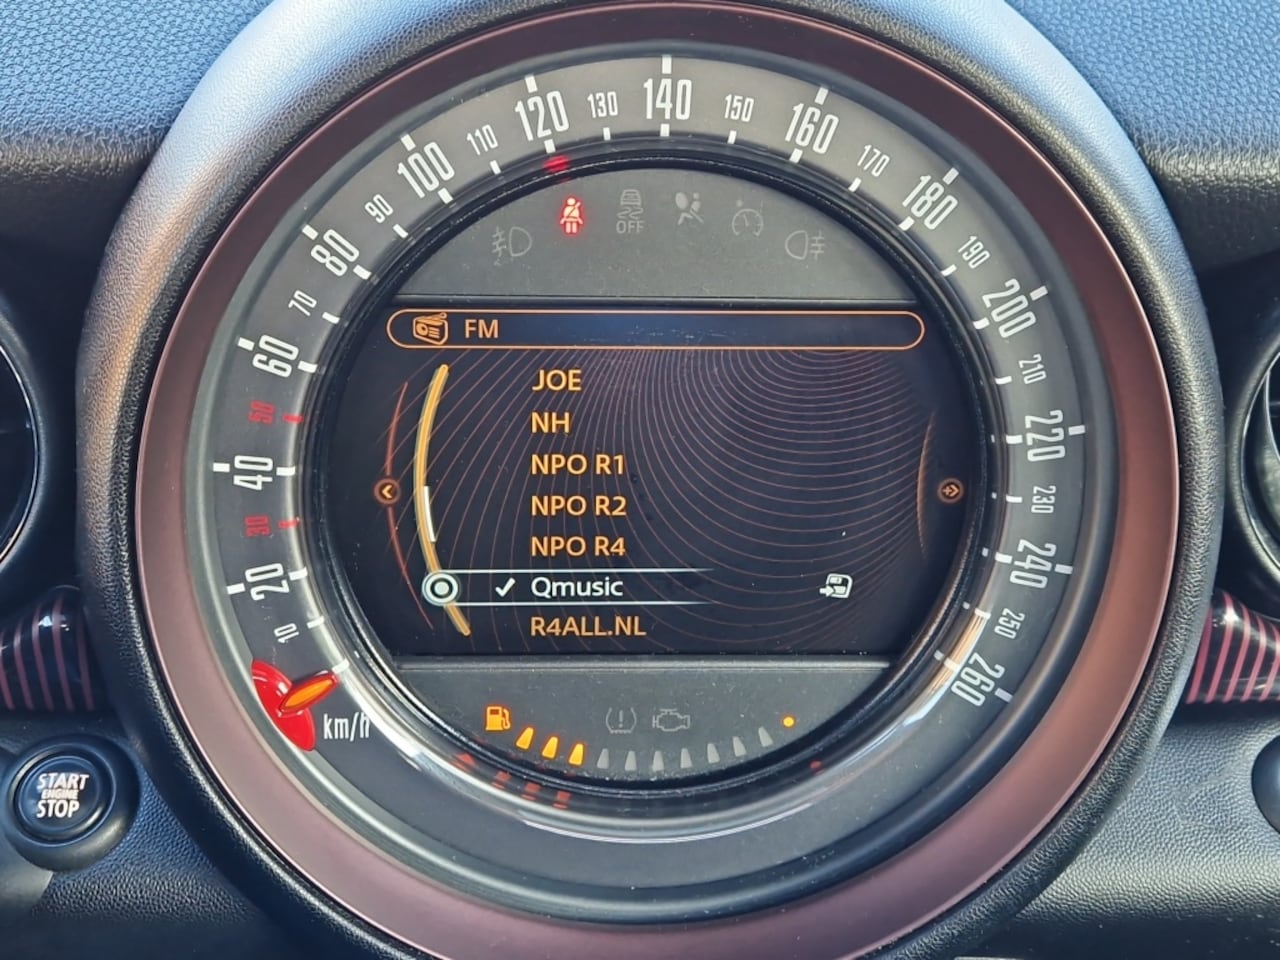 10
20
30
40
50
60
70
80
90
100
110
120
130
140
150
160
170
180
190
200
210
220
230
240
250
260
km/h
OFF
FM
JOE
NH
NPO R1
NPO R2
NPO R4
Qmusic
R4ALL.NL
START
ENGINE
STOP